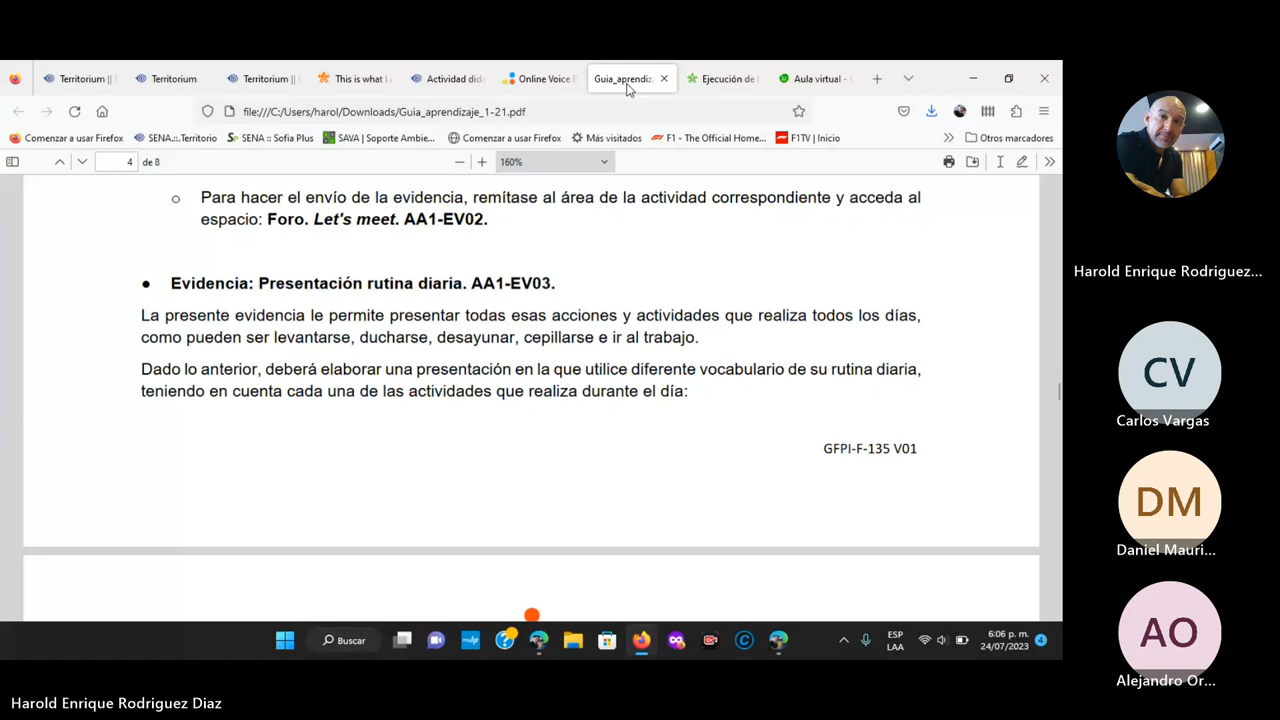 Territorium ||
Territorium
Territorium ||
This is what I
Actividad did
Online Voice
Guia_aprendiz
Ejecución de
Aula virtual -
file:///C:/Users/harol/Downloads/Guia_aprendizaje_1-21.pdf
Comenzar a usar Firefox
SENA.::.Territorio
SENA :: Sofia Plus
SAVA | Soporte Ambie...
Comenzar a usar Firefox
Más visitados
F1 - The Official Home...
F1TV | Inicio
Otros marcadores
4 de 8
160%
o Para hacer el envío de la evidencia, remítase al área de la actividad correspondiente y acceda al
espacio: Foro. Let's meet. AA1-EV02.
● Evidencia: Presentación rutina diaria. AA1-EV03.
La presente evidencia le permite presentar todas esas acciones y actividades que realiza todos los días,
como pueden ser levantarse, ducharse, desayunar, cepillarse e ir al trabajo.
Dado lo anterior, deberá elaborar una presentación en la que utilice diferente vocabulario de su rutina diaria,
teniendo en cuenta cada una de las actividades que realiza durante el día:
GFPI-F-135 V01
Buscar
ESP
LAA
6:06 p. m.
24/07/2023
4
Harold Enrique Rodriguez...
CV
Carlos Vargas
DM
Daniel Mauri...
AO
Alejandro Or...
Harold Enrique Rodriguez Diaz